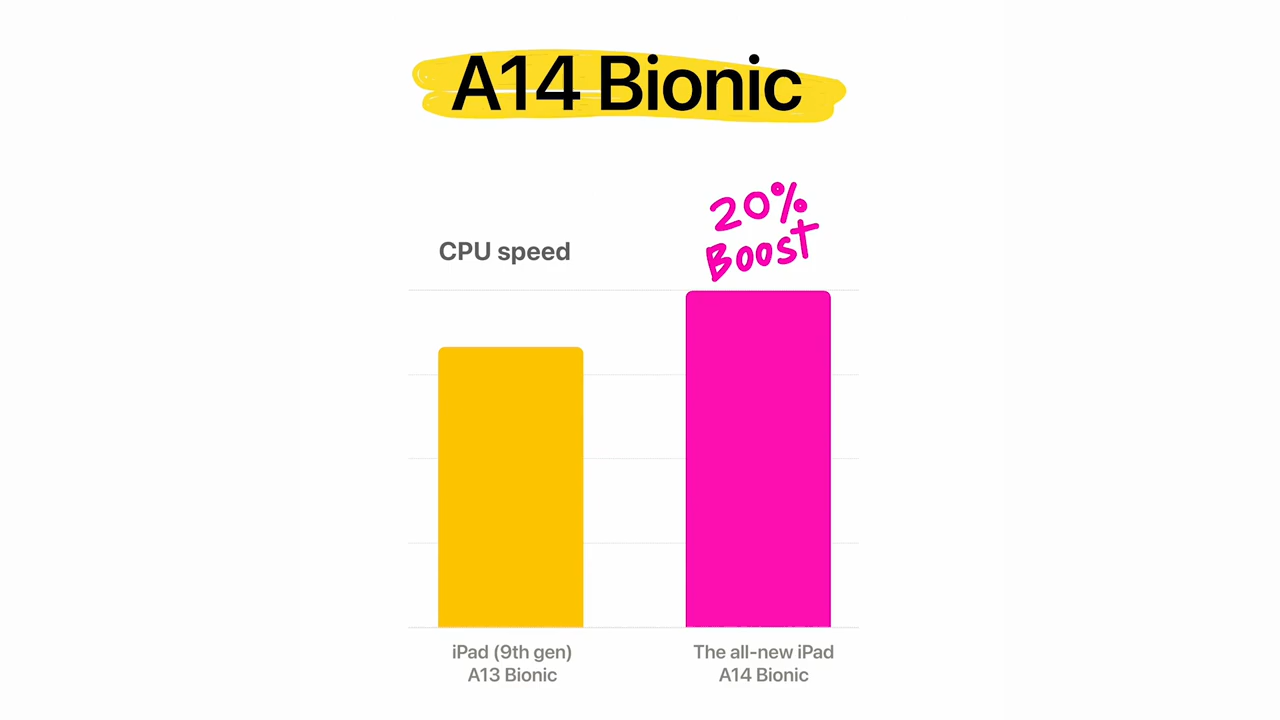 A14 Bionic
20%
BOOST
CPU speed
iPad (9th gen)
A13 Bionic
The all-new iPad
A14 Bionic